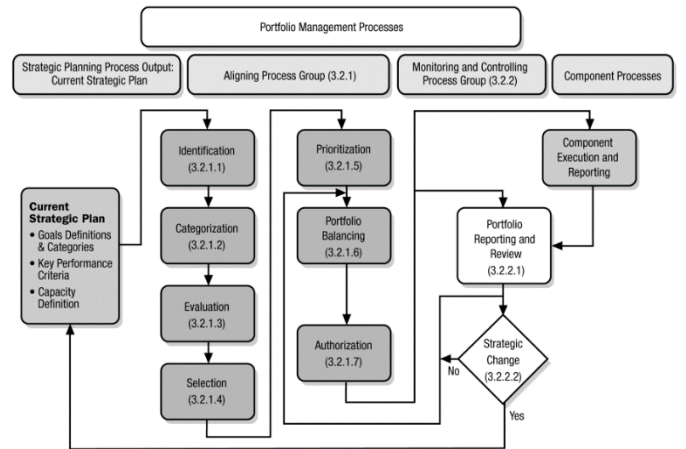 Portfolio Management Processes
Strategic Planning Process Output:
Current Strategic Plan
Aligning Process Group (3.2.1)
Monitoring and Controlling
Process Group (3.2.2)
Component Processes
Identification
(3.2.1.1)
Categorization
(3.2.1.2)
Evaluation
(3.2.1.3)
Selection
(3.2.1.4)
Prioritization
(3.2.1.5)
Portfolio
Balancing
(3.2.1.6)
Authorization
(3.2.1.7)
Component
Execution and
Reporting
Portfolio
Reporting and
Review
(3.2.2.1)
Strategic
Change
(3.2.2.2)
No
Yes
Current
Strategic Plan
• Goals Definitions
& Categories
• Key Performance
Criteria
• Capacity
Definition